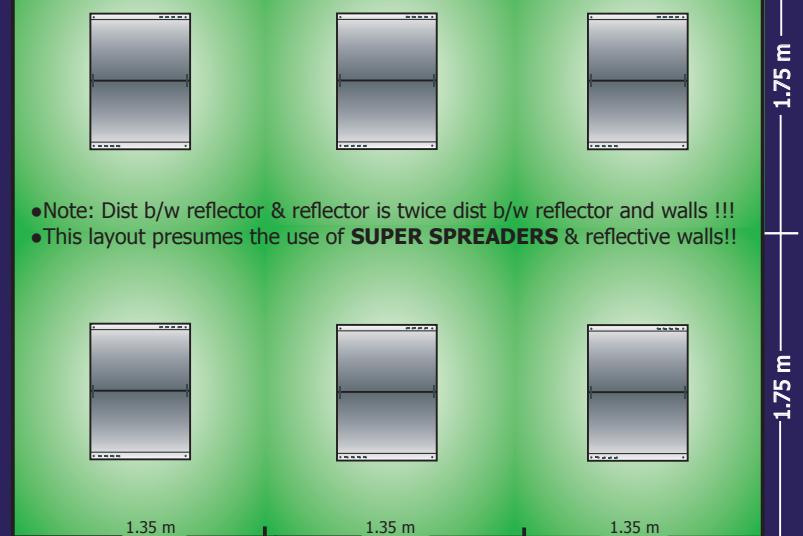 1.75 m
●Note: Dist b/w reflector & reflector is twice dist b/w reflector and walls !!!
●This layout presumes the use of SUPER SPREADERS & reflective walls!!
1.75 m
1.35 m 1.35 m 1.35 m